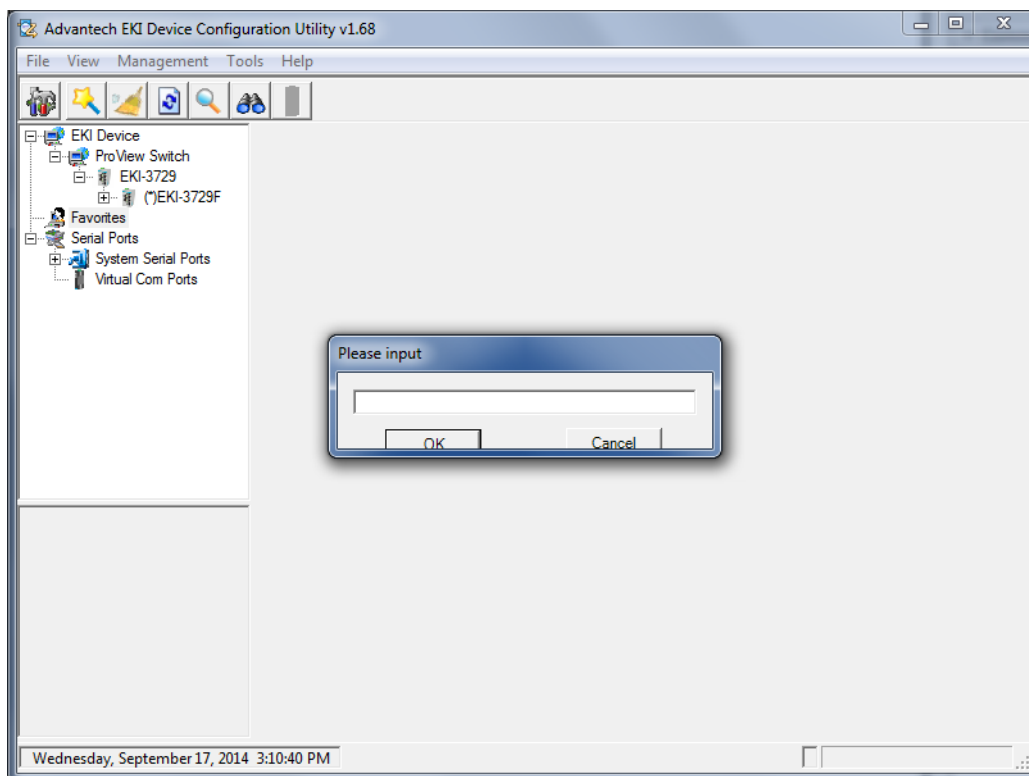 Advantech EKI Device Configuration Utility v1.68
File View Management Tools Help
EKI Device
ProView Switch
EKI-3729
(*)EKI-3729F
Favorites
Serial Ports
System Serial Ports
Virtual Com Ports
Please input
OK Cancel
Wednesday, September 17, 2014 3:10:40 PM